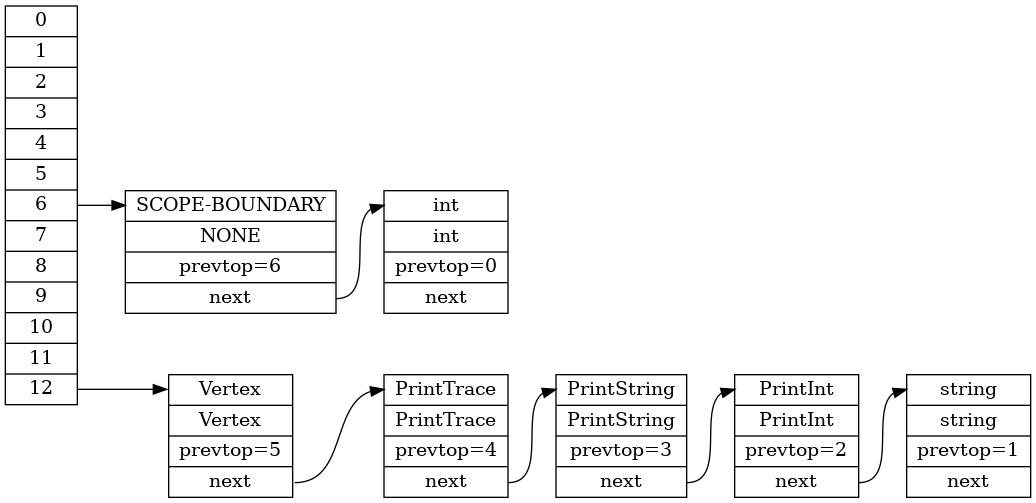 0
1
2
3
4
5
6
7
8
9
10
11
12
SCOPE-BOUNDARY
NONE
prevtop=6
next
int
int
prevtop=0
next
Vertex
Vertex
prevtop=5
next
PrintTrace
PrintTrace
prevtop=4
next
PrintString
PrintString
prevtop=3
next
PrintInt
PrintInt
prevtop=2
next
string
string
prevtop=1
next